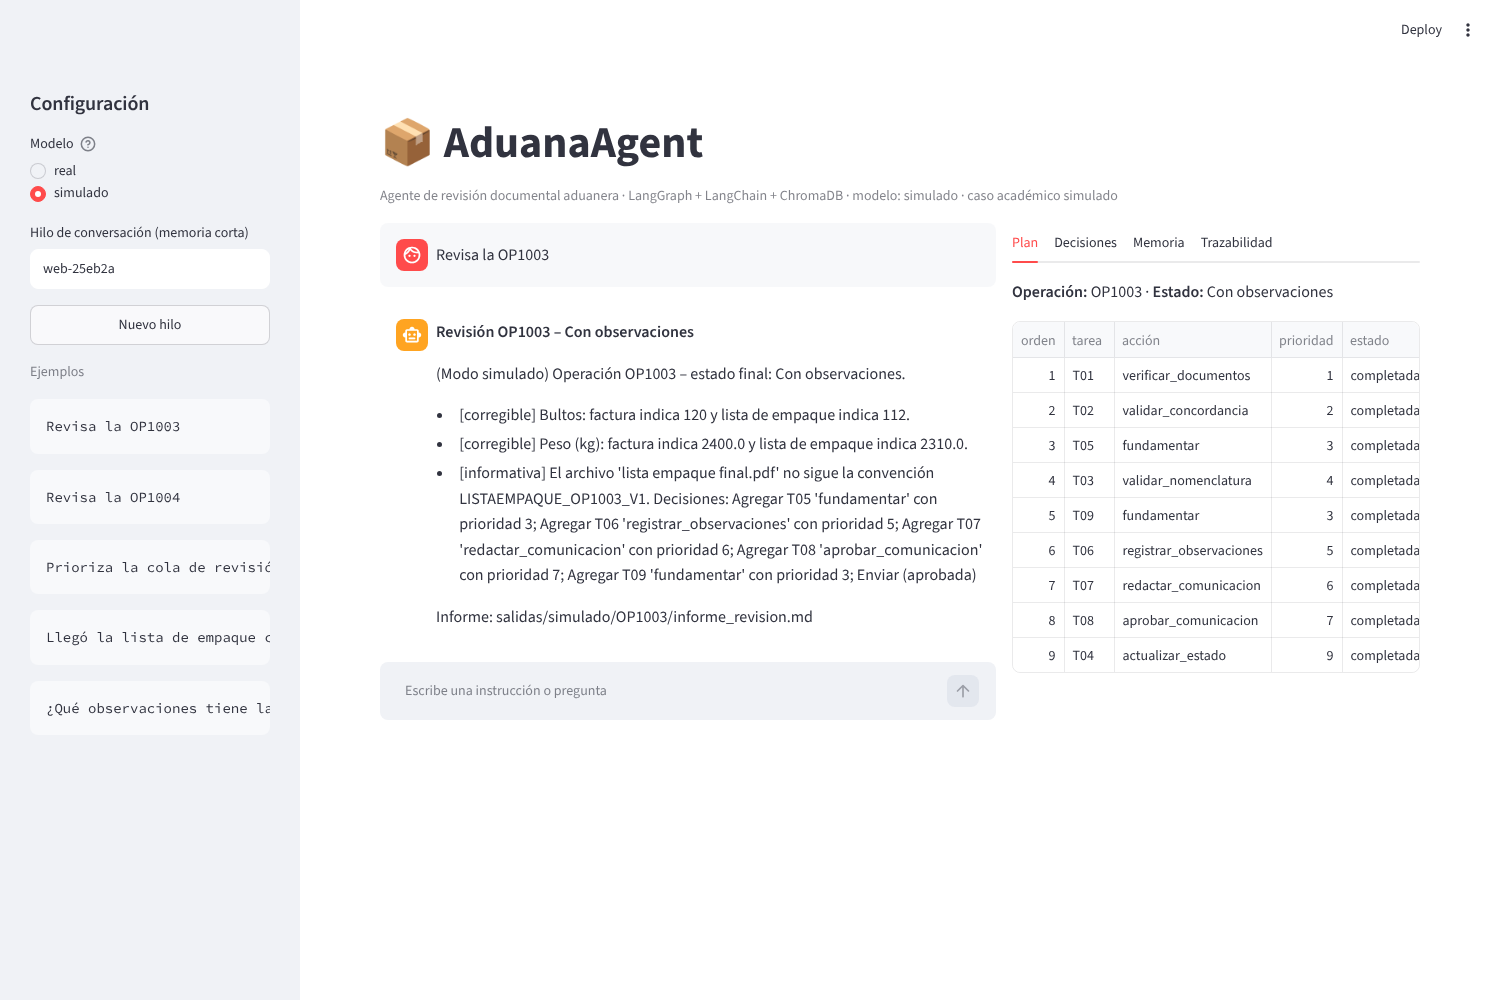 Deploy
Configuración
Modelo
real
simulado
Hilo de conversación (memoria corta)
web-25eb2a
Nuevo hilo
Ejemplos
Revisa la OP1003
Revisa la OP1004
Prioriza la cola de revisió
Llegó la lista de empaque c
¿Qué observaciones tiene la
AduanaAgent
Agente de revisión documental aduanera · LangGraph + LangChain + ChromaDB · modelo: simulado · caso académico simulado
Revisa la OP1003
Revisión OP1003 – Con observaciones
(Modo simulado) Operación OP1003 – estado final: Con observaciones.
• [corregible] Bultos: factura indica 120 y lista de empaque indica 112.
• [corregible] Peso (kg): factura indica 2400.0 y lista de empaque indica 2310.0.
• [informativa] El archivo 'lista empaque final.pdf' no sigue la convención
LISTAEMPAQUE_OP1003_V1. Decisiones: Agregar T05 'fundamentar' con
prioridad 3; Agregar T06 'registrar_observaciones' con prioridad 5; Agregar T07
'redactar_comunicacion' con prioridad 6; Agregar T08 'aprobar_comunicacion'
con prioridad 7; Agregar T09 'fundamentar' con prioridad 3; Enviar (aprobada)
Informe: salidas/simulado/OP1003/informe_revision.md
Escribe una instrucción o pregunta
Plan Decisiones Memoria Trazabilidad
Operación: OP1003 · Estado: Con observaciones
orden tarea acción prioridad estado
1 T01 verificar_documentos 1 completada
2 T02 validar_concordancia 2 completada
3 T05 fundamentar 3 completada
4 T03 validar_nomenclatura 4 completada
5 T09 fundamentar 3 completada
6 T06 registrar_observaciones 5 completada
7 T07 redactar_comunicacion 6 completada
8 T08 aprobar_comunicacion 7 completada
9 T04 actualizar_estado 9 completada